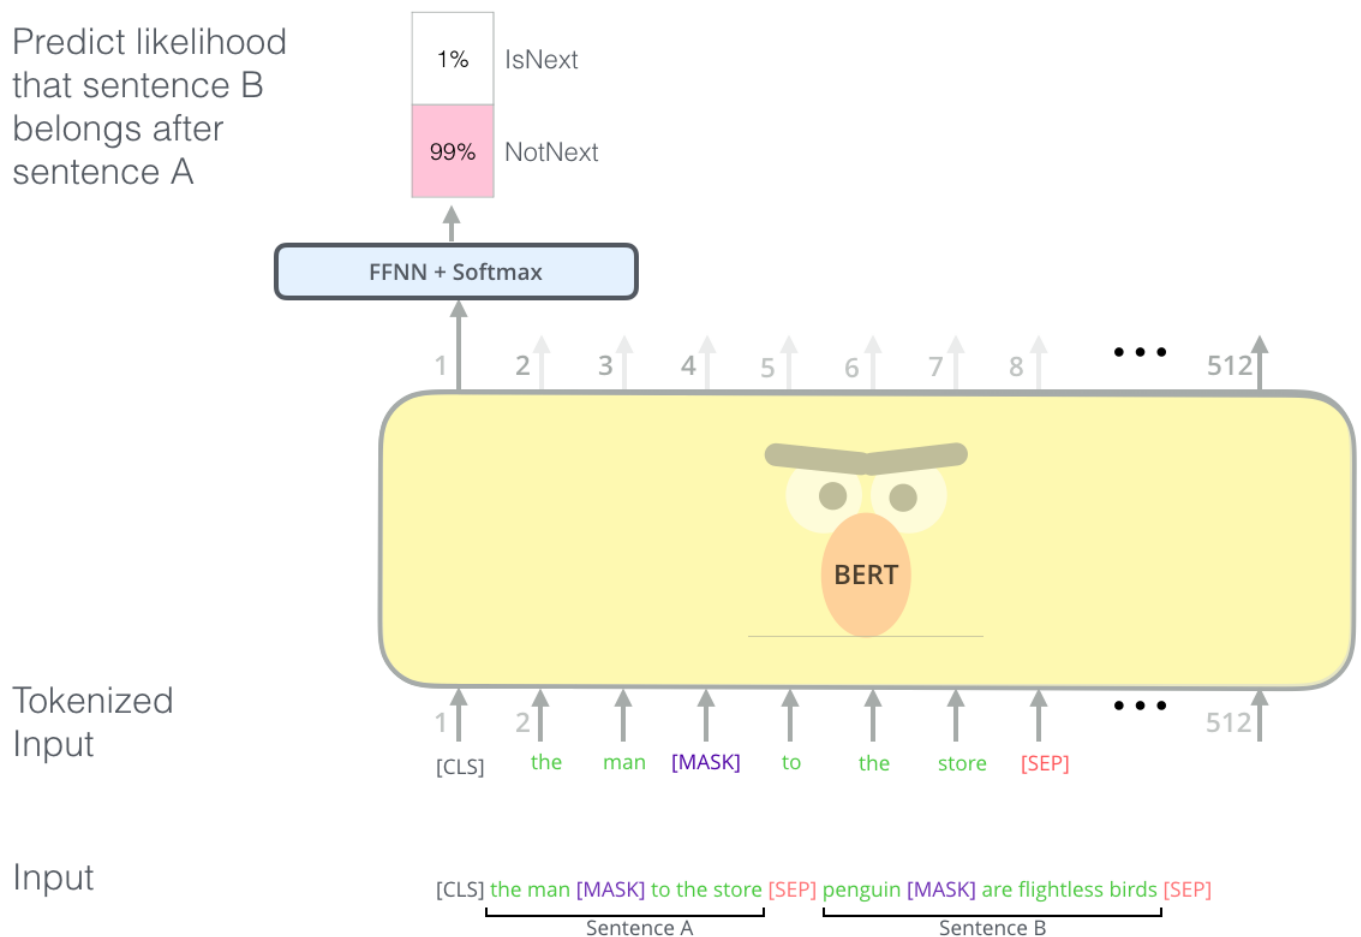 Predict likelihood
that sentence B
belongs after
sentence A
1% IsNext
99% NotNext
FFNN + Softmax
1 2 3 4 5 6 7 8 ••• 512
BERT
Tokenized
Input
1 2 ••• 512
[CLS] the man [MASK] to the store [SEP]
Input
[CLS] the man [MASK] to the store [SEP] penguin [MASK] are flightless birds [SEP]
Sentence A Sentence B